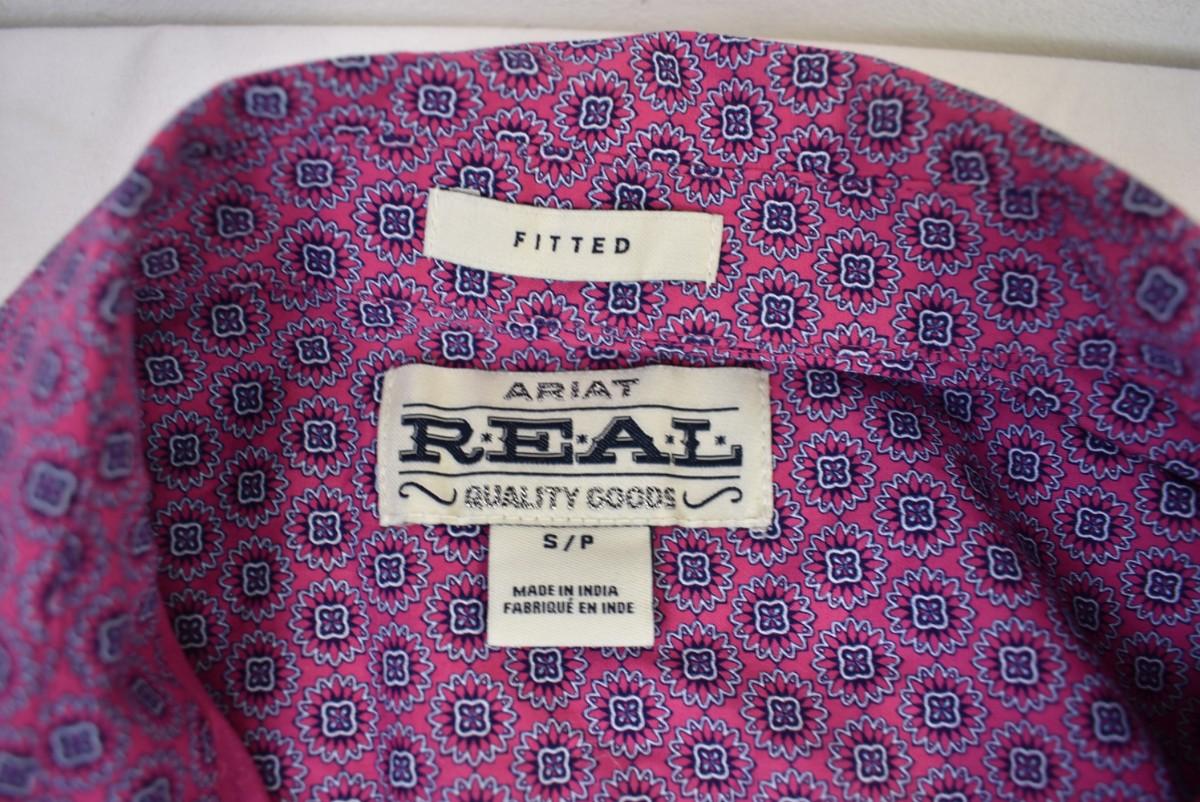 FITTED
ARIAT
R·E·A·L·
QUALITY GOODS
S/P
MADE IN INDIA
FABRIQUÉ EN INDE